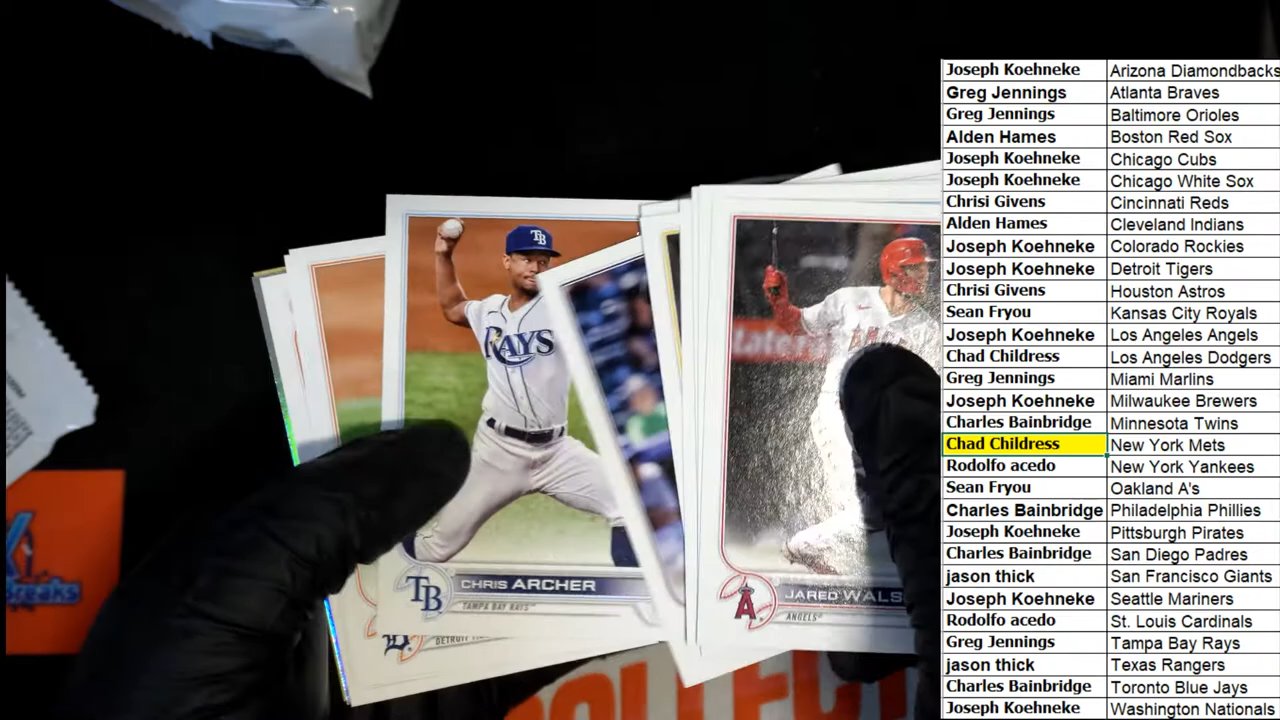 Joseph Koehneke Arizona Diamondbacks
Greg Jennings Atlanta Braves
Greg Jennings Baltimore Orioles
Alden Hames Boston Red Sox
Joseph Koehneke Chicago Cubs
Joseph Koehneke Chicago White Sox
Chrisi Givens Cincinnati Reds
Alden Hames Cleveland Indians
Joseph Koehneke Colorado Rockies
Joseph Koehneke Detroit Tigers
Chrisi Givens Houston Astros
Sean Fryou Kansas City Royals
Joseph Koehneke Los Angeles Angels
Chad Childress Los Angeles Dodgers
Greg Jennings Miami Marlins
Joseph Koehneke Milwaukee Brewers
Charles Bainbridge Minnesota Twins
Chad Childress New York Mets
Rodolfo acedo New York Yankees
Sean Fryou Oakland A's
Charles Bainbridge Philadelphia Phillies
Joseph Koehneke Pittsburgh Pirates
Charles Bainbridge San Diego Padres
jason thick San Francisco Giants
Joseph Koehneke Seattle Mariners
Rodolfo acedo St. Louis Cardinals
Greg Jennings Tampa Bay Rays
jason thick Texas Rangers
Charles Bainbridge Toronto Blue Jays
Joseph Koehneke Washington Nationals
TB
RAYS
TB
CHRIS ARCHER
TAMPA BAY RAYS™
DETROIT
A
JARED WALS
ANGELS®
Breaks
COLLECT